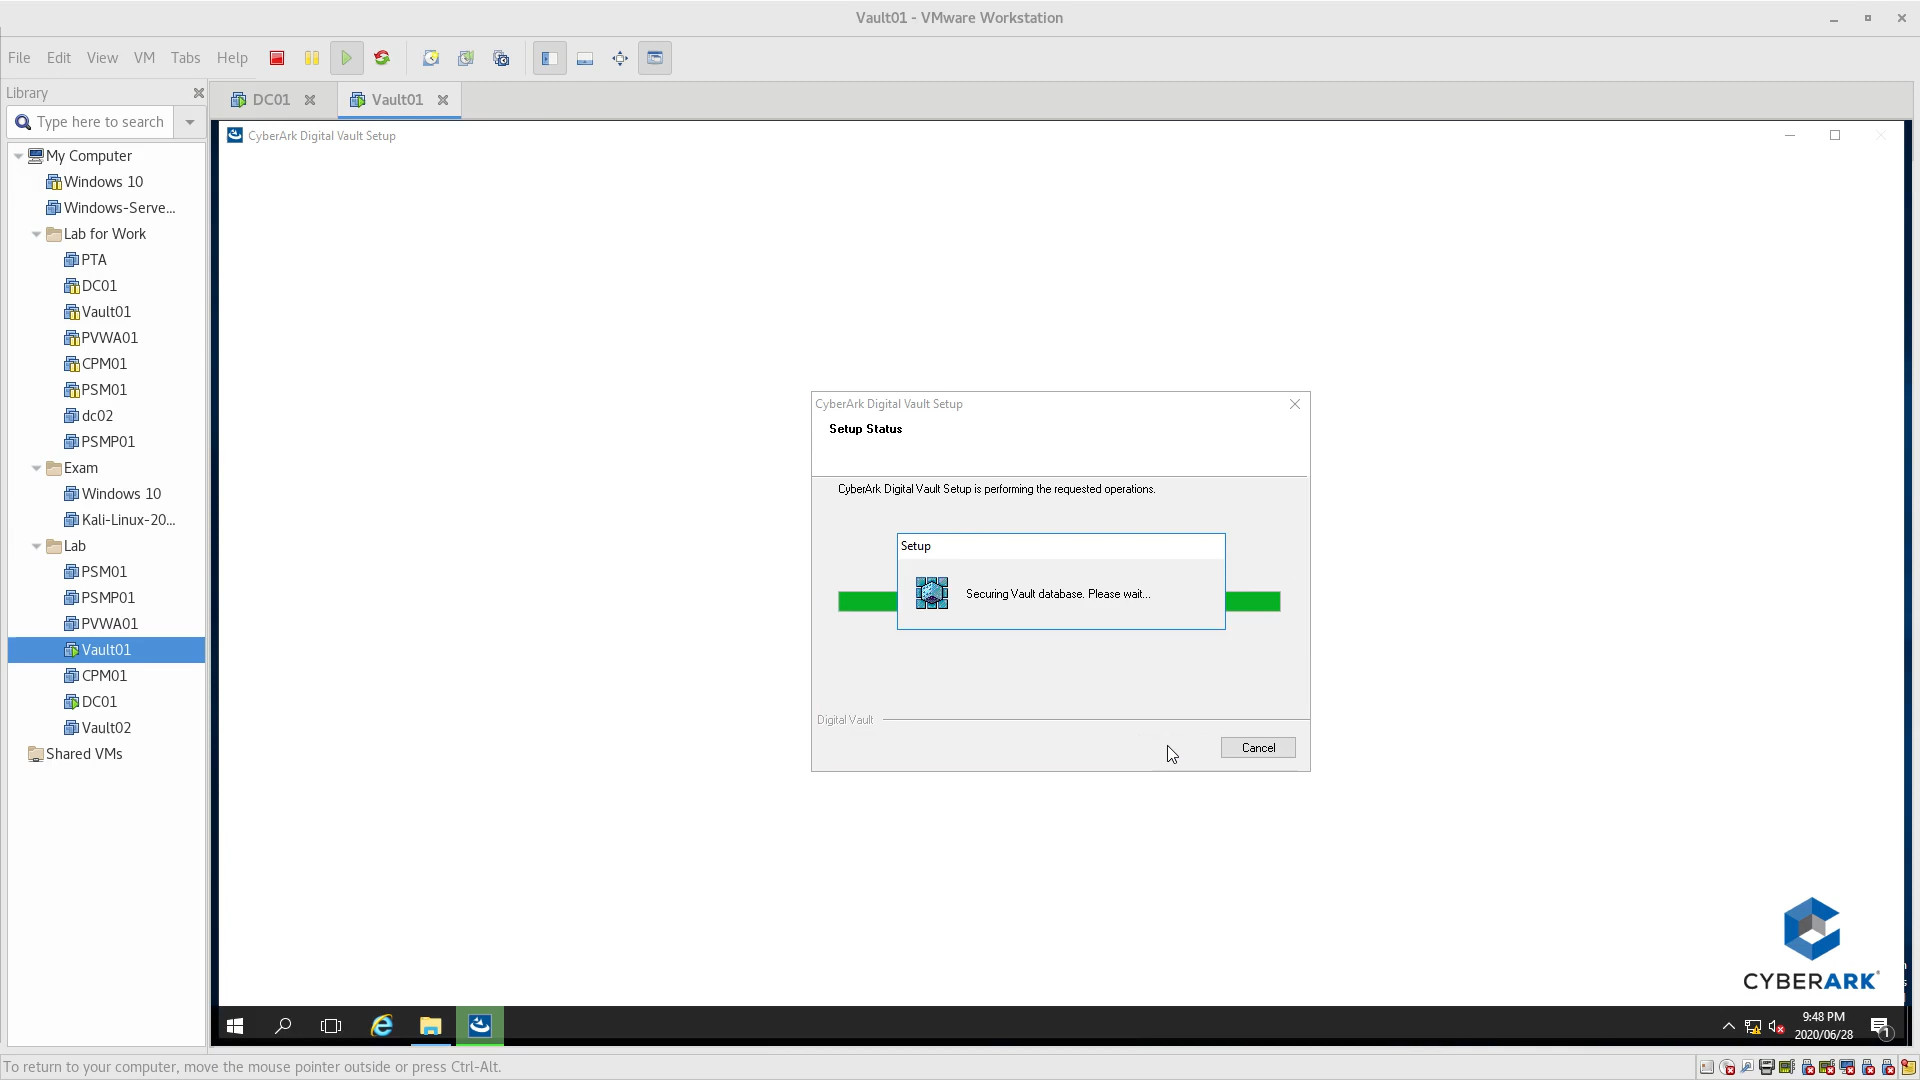 Vault01 - VMware Workstation
File Edit View VM Tabs Help
Library
Type here to search
DC01
Vault01
CyberArk Digital Vault Setup
My Computer
Windows 10
Windows-Serve...
Lab for Work
PTA
DC01
Vault01
PVWA01
CPM01
PSM01
dc02
PSMP01
Exam
Windows 10
Kali-Linux-20...
Lab
PSM01
PSMP01
PVWA01
Vault01
CPM01
DC01
Vault02
Shared VMs
CyberArk Digital Vault Setup
Setup Status
CyberArk Digital Vault Setup is performing the requested operations.
Setup
Securing Vault database. Please wait...
Digital Vault
Cancel
CYBERARK
9:48 PM
2020/06/28
1
To return to your computer, move the mouse pointer outside or press Ctrl-Alt.